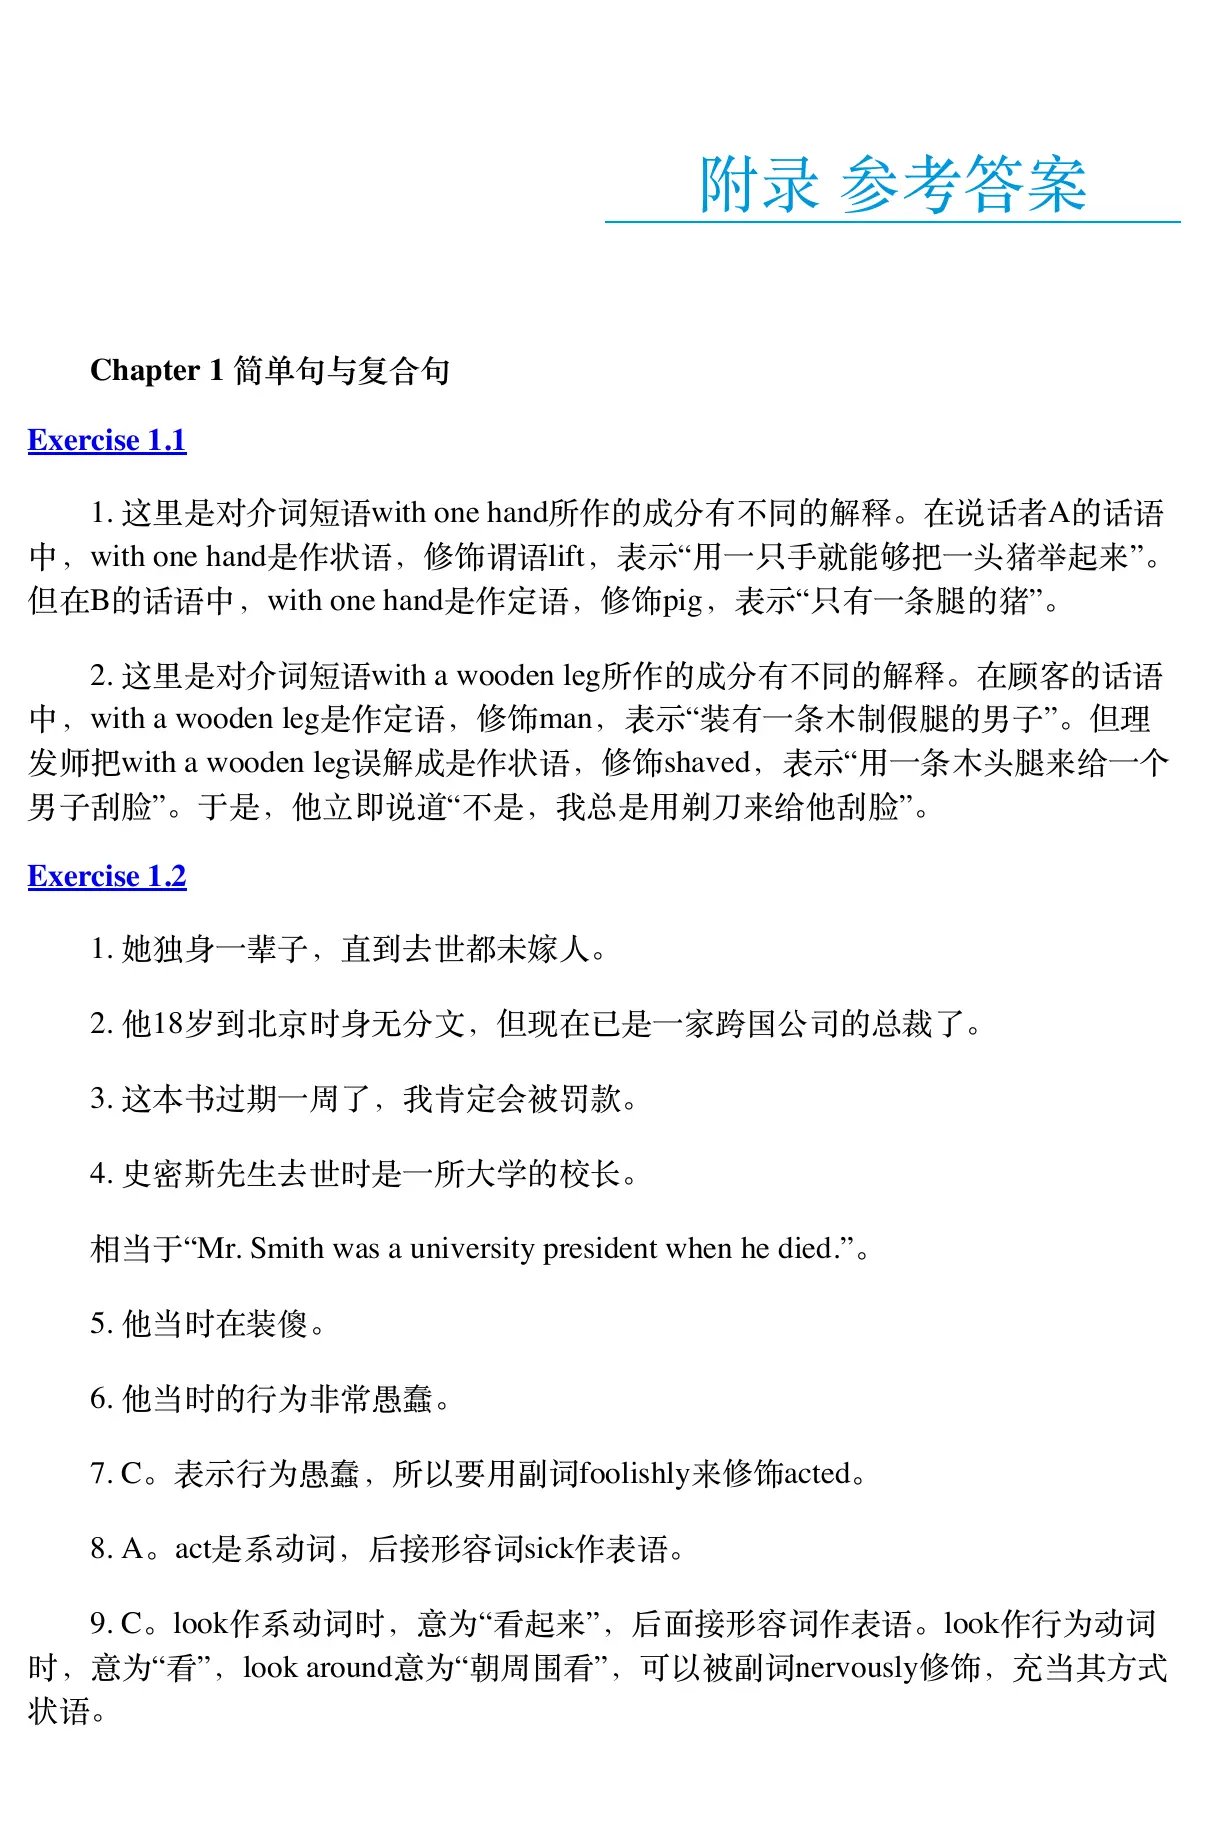 附录 参考答案
Chapter 1 简单句与复合句
Exercise 1.1
1. 这里是对介词短语with one hand所作的成分有不同的解释。在说话者A的话语
中，with one hand是作状语，修饰谓语lift，表示“用一只手就能够把一头猪举起来”。
但在B的话语中，with one hand是作定语，修饰pig，表示“只有一条腿的猪”。
2. 这里是对介词短语with a wooden leg所作的成分有不同的解释。在顾客的话语
中，with a wooden leg是作定语，修饰man，表示“装有一条木制假腿的男子”。但理
发师把with a wooden leg误解成是作状语，修饰shaved，表示“用一条木头腿来给一个
男子刮脸”。于是，他立即说道“不是，我总是用剃刀来给他刮脸”。
Exercise 1.2
1. 她独身一辈子，直到去世都未嫁人。
2. 他18岁到北京时身无分文，但现在已是一家跨国公司的总裁了。
3. 这本书过期一周了，我肯定会被罚款。
4. 史密斯先生去世时是一所大学的校长。
相当于“Mr. Smith was a university president when he died.”。
5. 他当时在装傻。
6. 他当时的行为非常愚蠢。
7. C。表示行为愚蠢，所以要用副词foolishly来修饰acted。
8. A。act是系动词，后接形容词sick作表语。
9. C。look作系动词时，意为“看起来”，后面接形容词作表语。look作行为动词
时，意为“看”，look around意为“朝周围看”，可以被副词nervously修饰，充当其方式
状语。